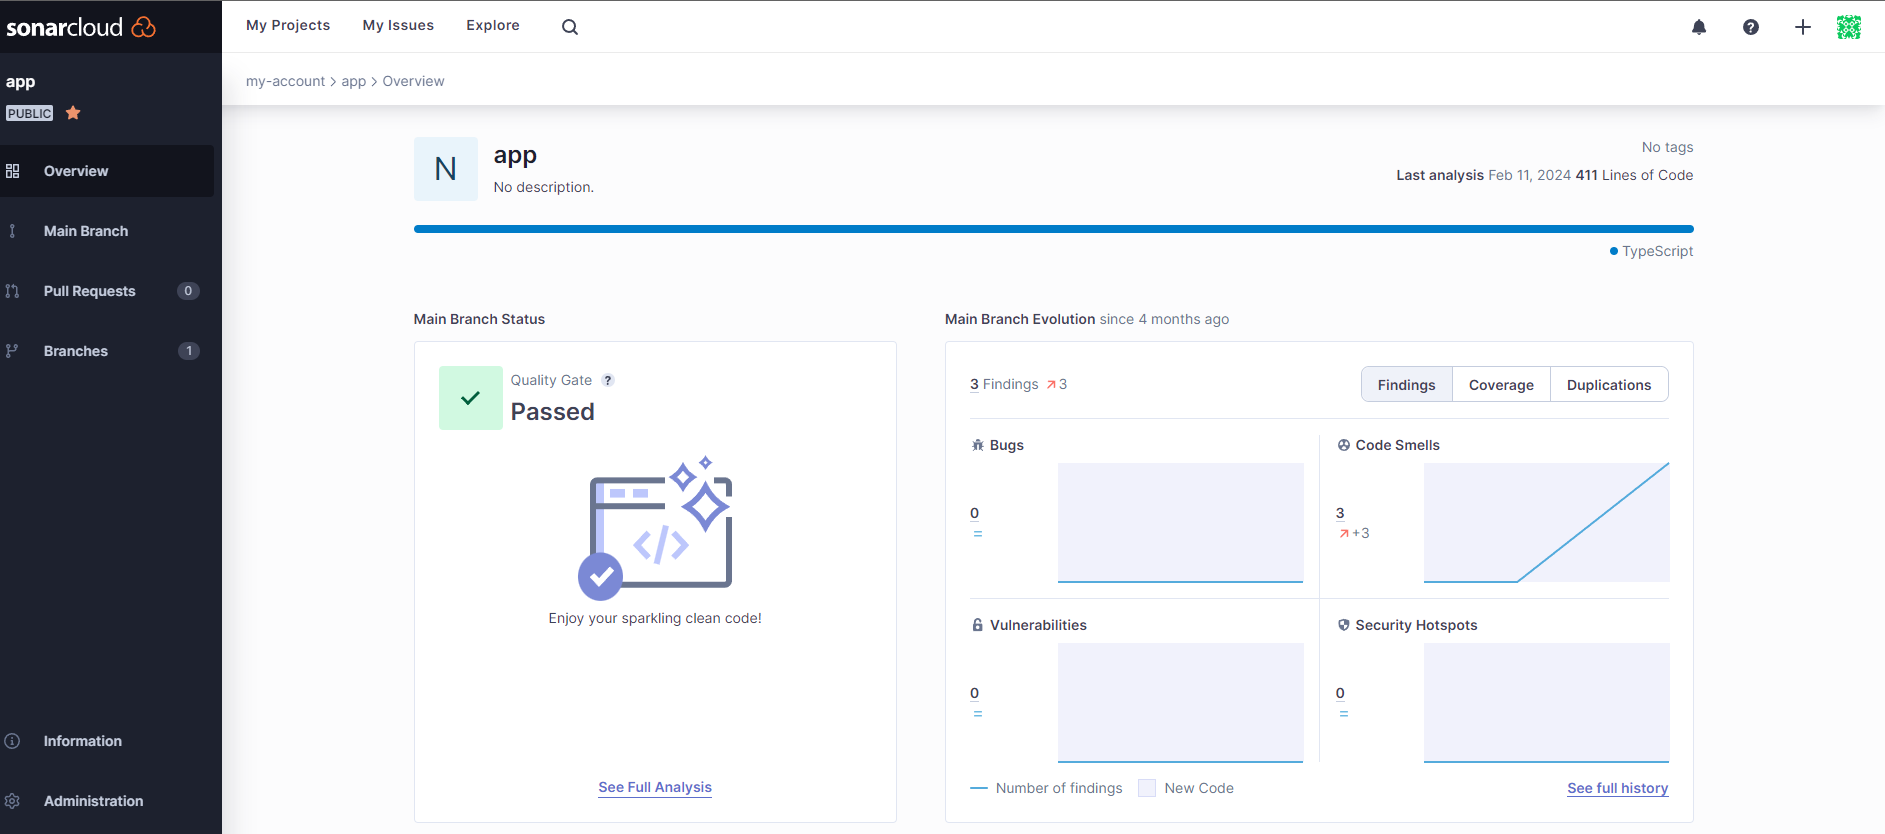 sonarcloud
My Projects My Issues Explore
app
PUBLIC
Overview
Main Branch
Pull Requests 0
Branches 1
Information
Administration
my-account > app > Overview
N
app
No description.
No tags
Last analysis Feb 11, 2024 411 Lines of Code
TypeScript
Main Branch Status
Quality Gate ?
Passed
</>
Enjoy your sparkling clean code!
See Full Analysis
Main Branch Evolution since 4 months ago
3 Findings 3
Findings Coverage Duplications
Bugs
0
=
Code Smells
3
+3
Vulnerabilities
0
=
Security Hotspots
0
=
Number of findings New Code
See full history